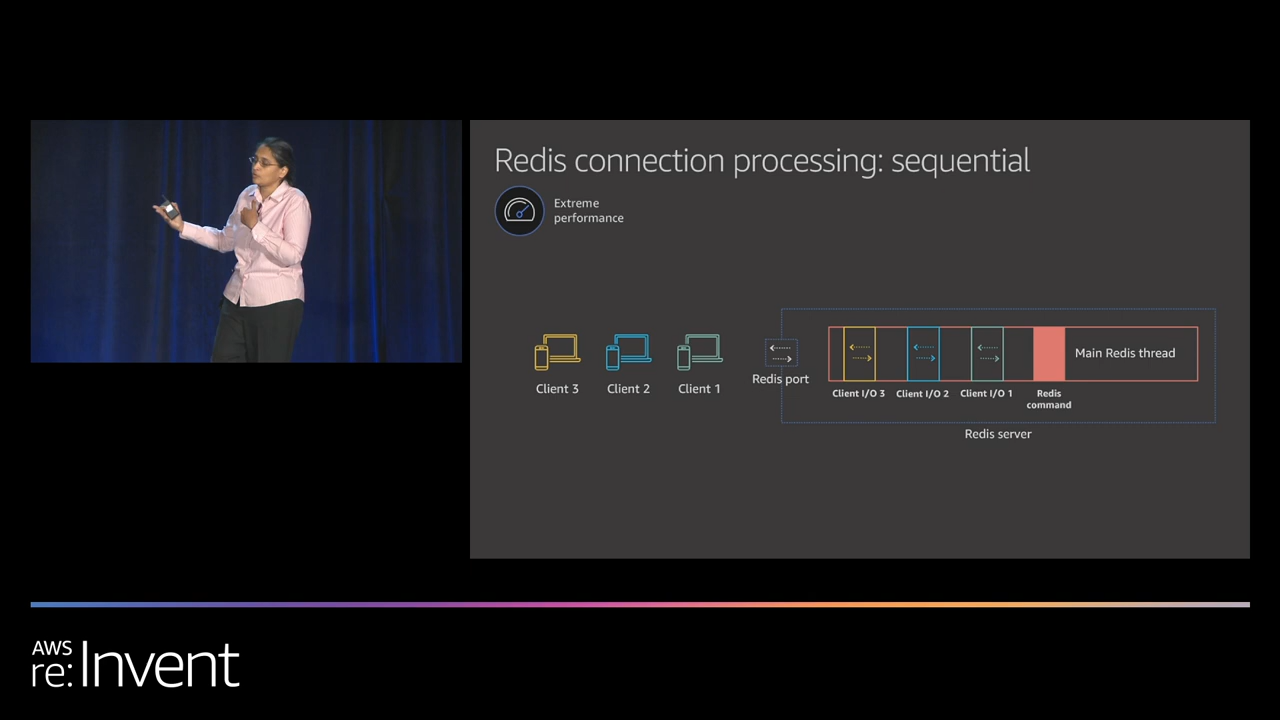 Redis connection processing: sequential
Extreme
performance
Client 3
Client 2
Client 1
Redis port
Main Redis thread
Client I/O 3
Client I/O 2
Client I/O 1
Redis
command
Redis server
AWS
re:Invent